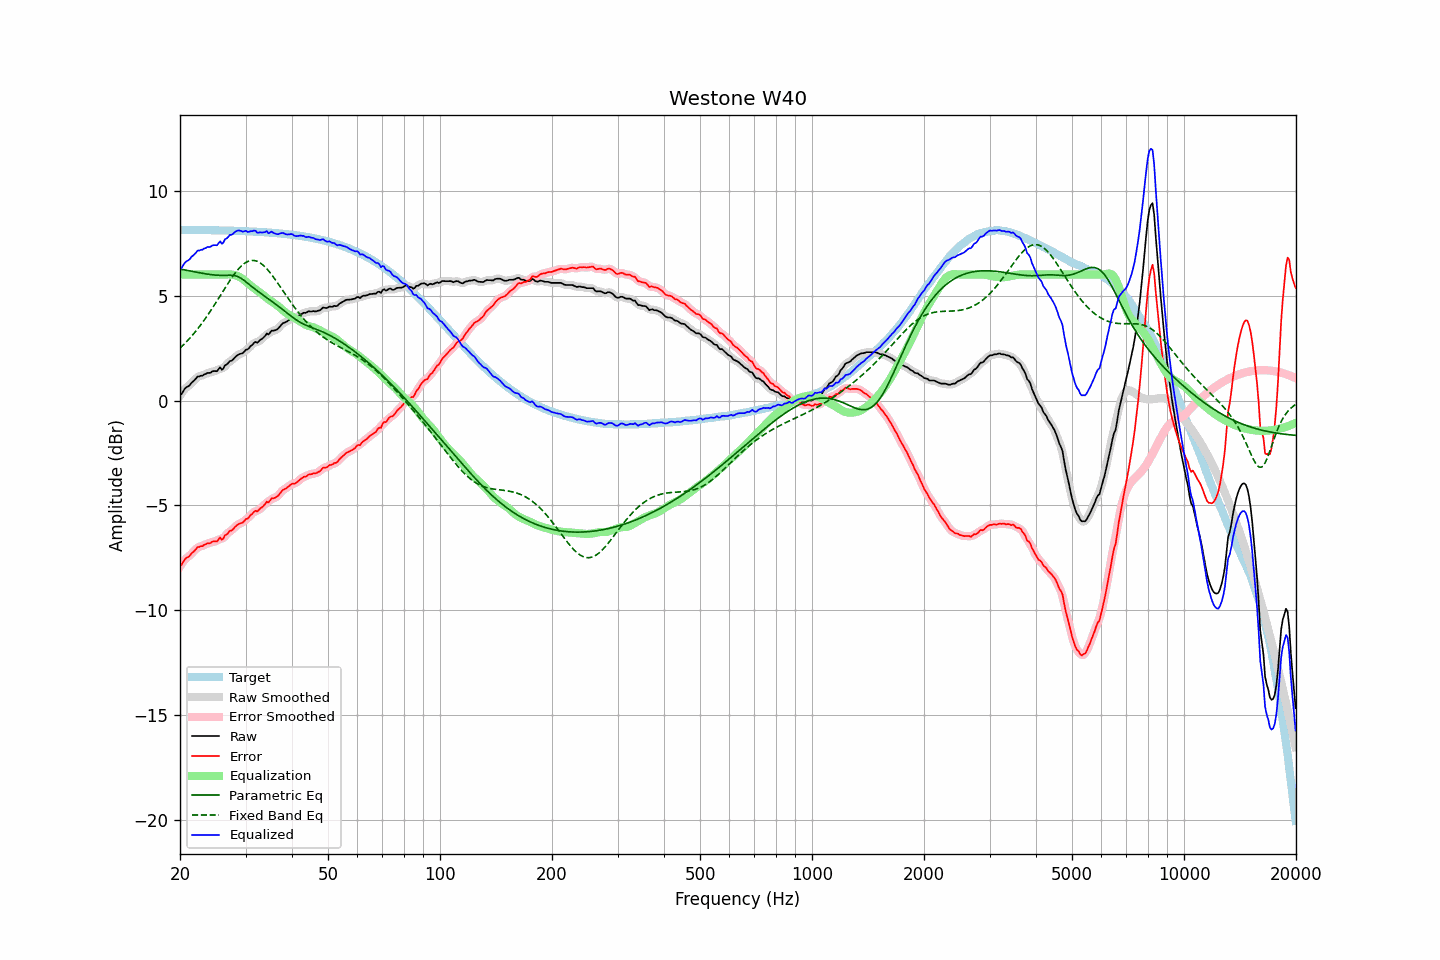 Westone W40
Amplitude (dBr)
10
5
0
−5
−10
−15
−20
Target
Raw Smoothed
Error Smoothed
Raw
Error
Equalization
Parametric Eq
Fixed Band Eq
Equalized
20 50 100 200 500 1000 2000 5000 10000 20000
Frequency (Hz)